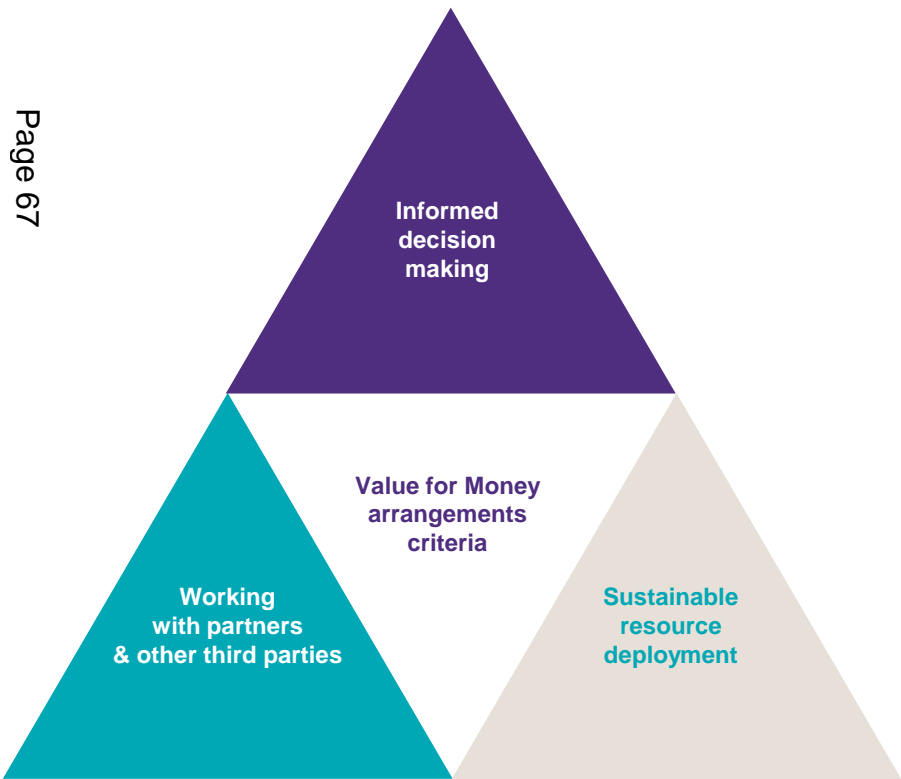 Page 67
Informed
decision
making
Value for Money
arrangements
criteria
Working
with partners
& other third parties
Sustainable
resource
deployment